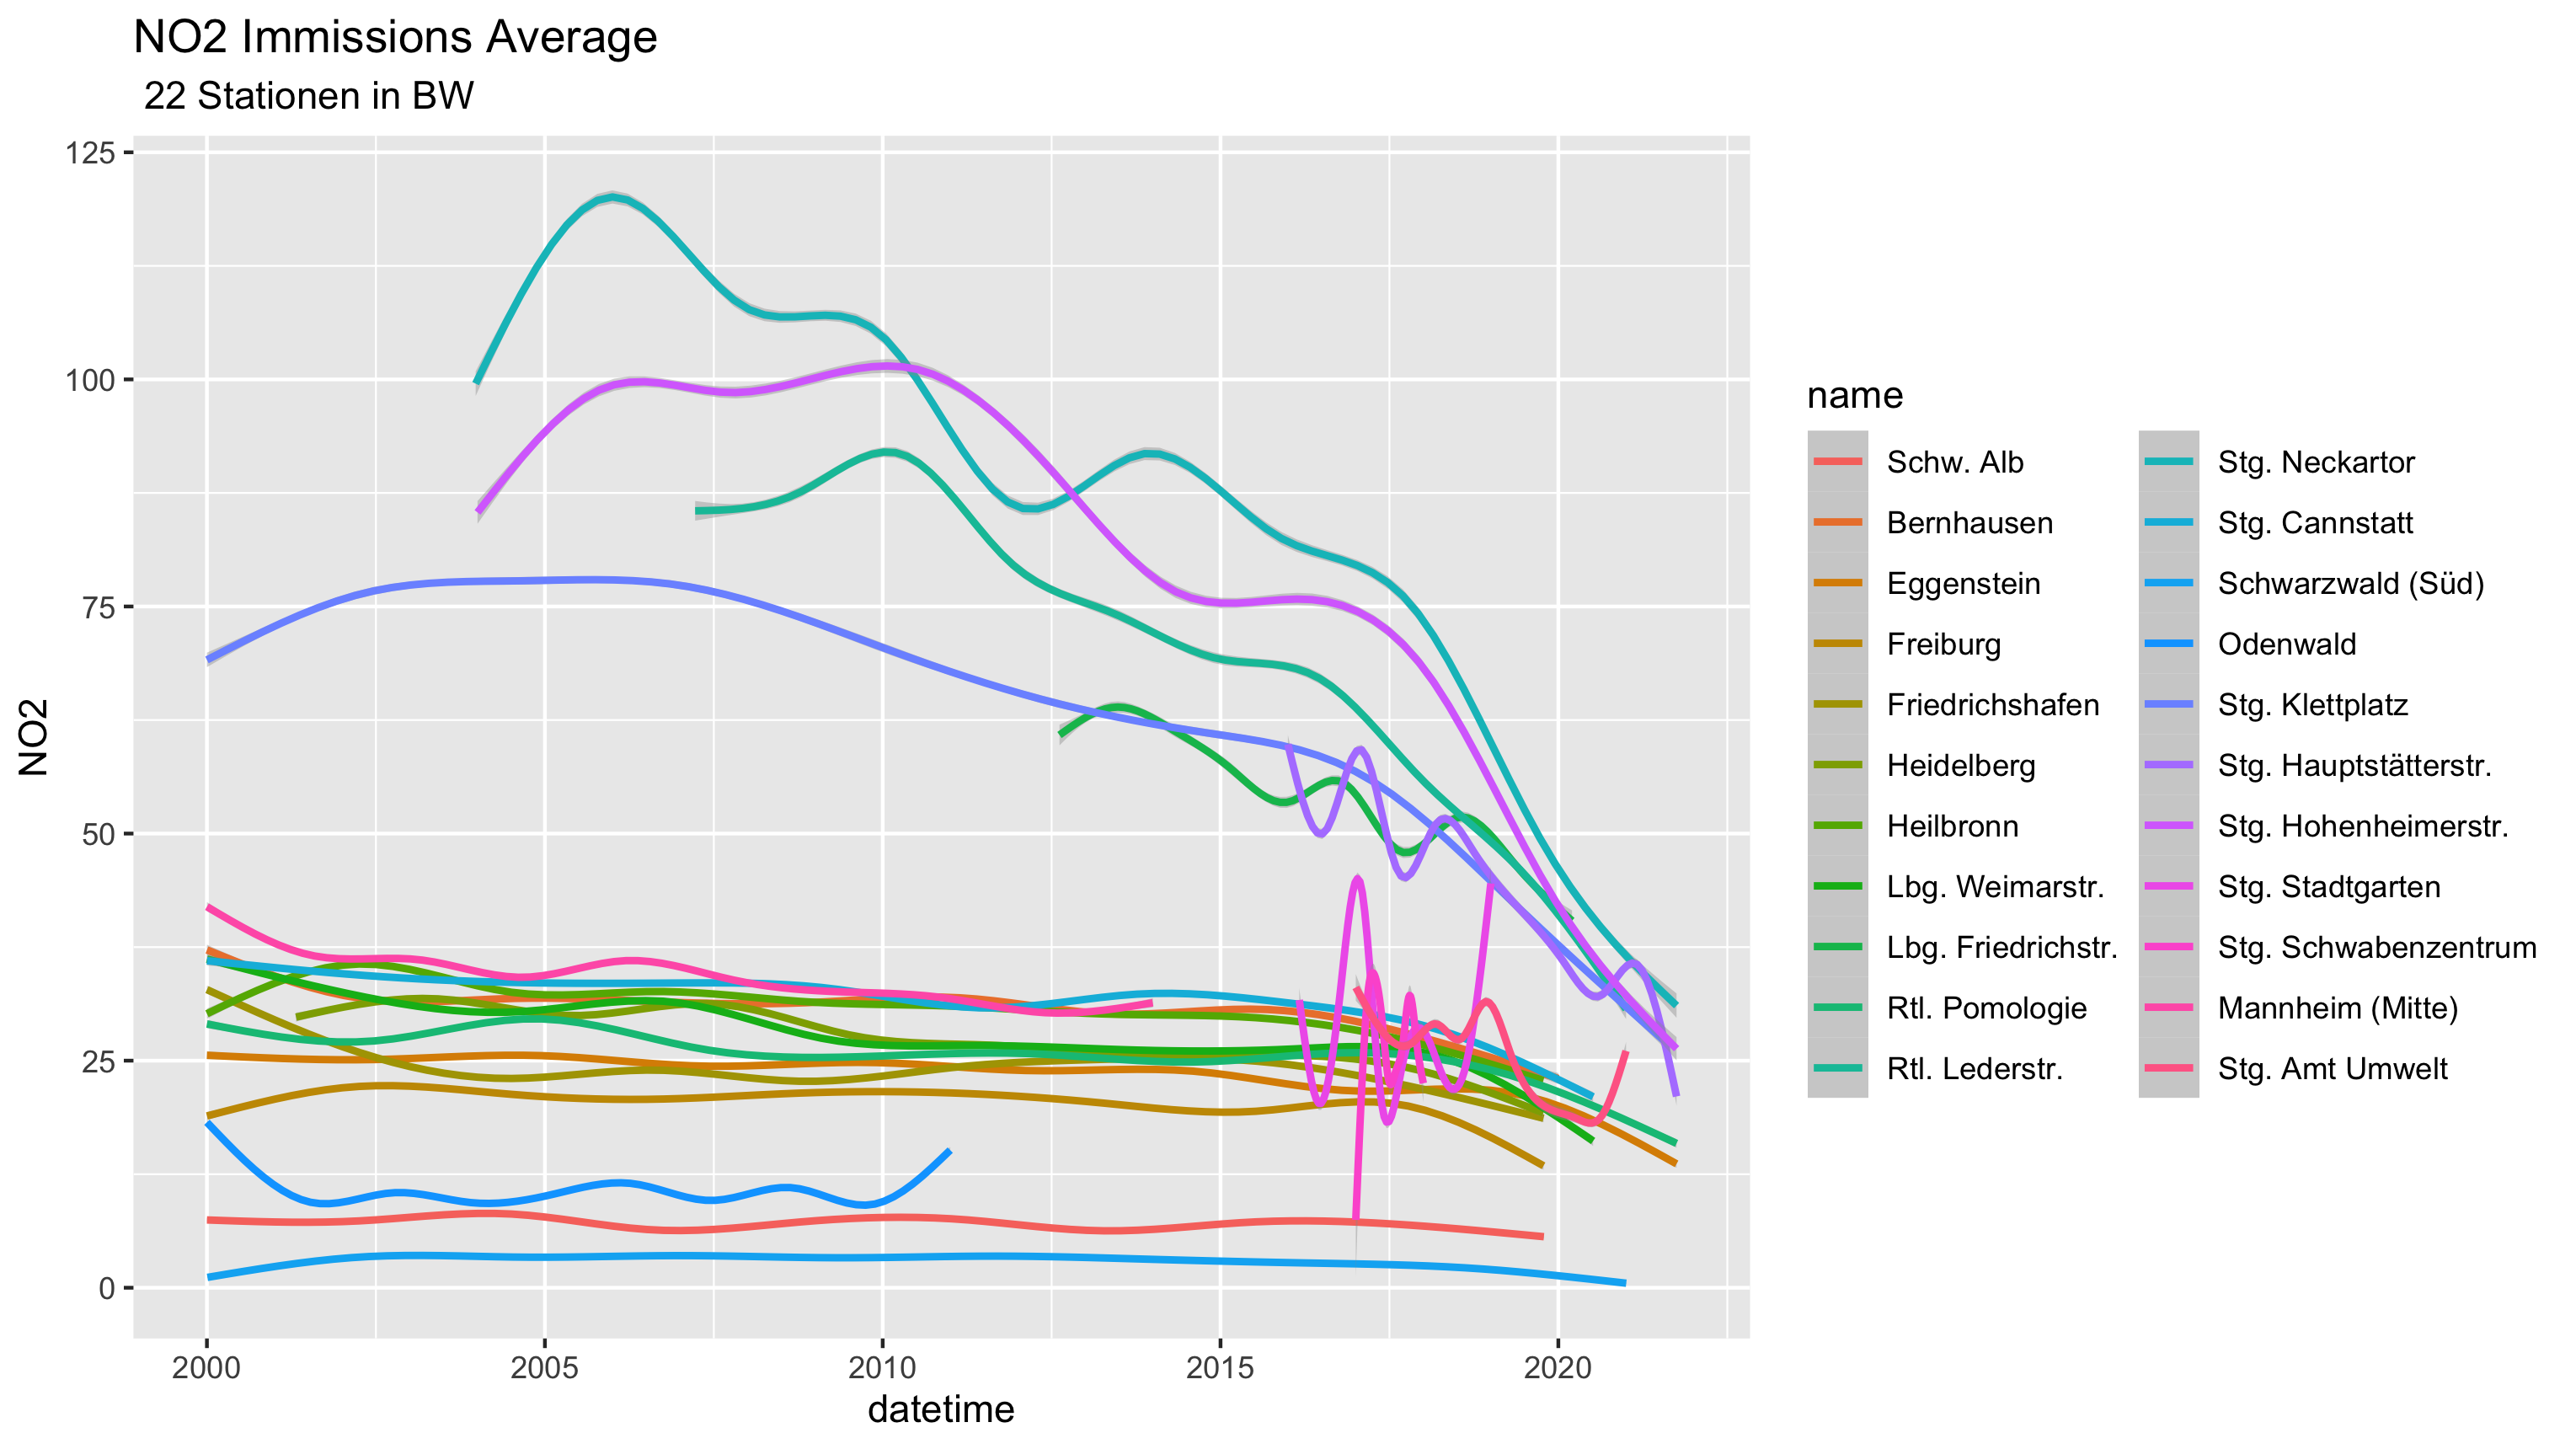 NO2 Immissions Average
22 Stationen in BW
125
100
75
50
25
0
NO2
2000
2005
2010
2015
2020
datetime
name
Schw. Alb
Bernhausen
Eggenstein
Freiburg
Friedrichshafen
Heidelberg
Heilbronn
Lbg. Weimarstr.
Lbg. Friedrichstr.
Rtl. Pomologie
Rtl. Lederstr.
Stg. Neckartor
Stg. Cannstatt
Schwarzwald (Süd)
Odenwald
Stg. Klettplatz
Stg. Hauptstätterstr.
Stg. Hohenheimerstr.
Stg. Stadtgarten
Stg. Schwabenzentrum
Mannheim (Mitte)
Stg. Amt Umwelt